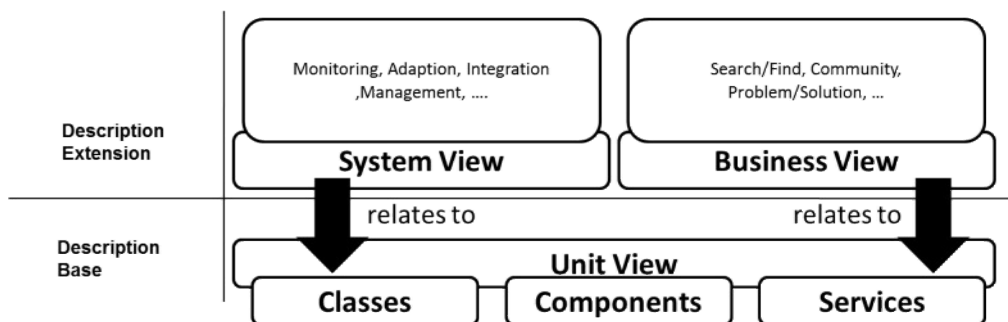 Monitoring, Adaption, Integration
,Management, ....
Search/Find, Community,
Problem/Solution, ...
Description
Extension
System View
Business View
relates to
relates to
Description
Base
Unit View
Classes
Components
Services